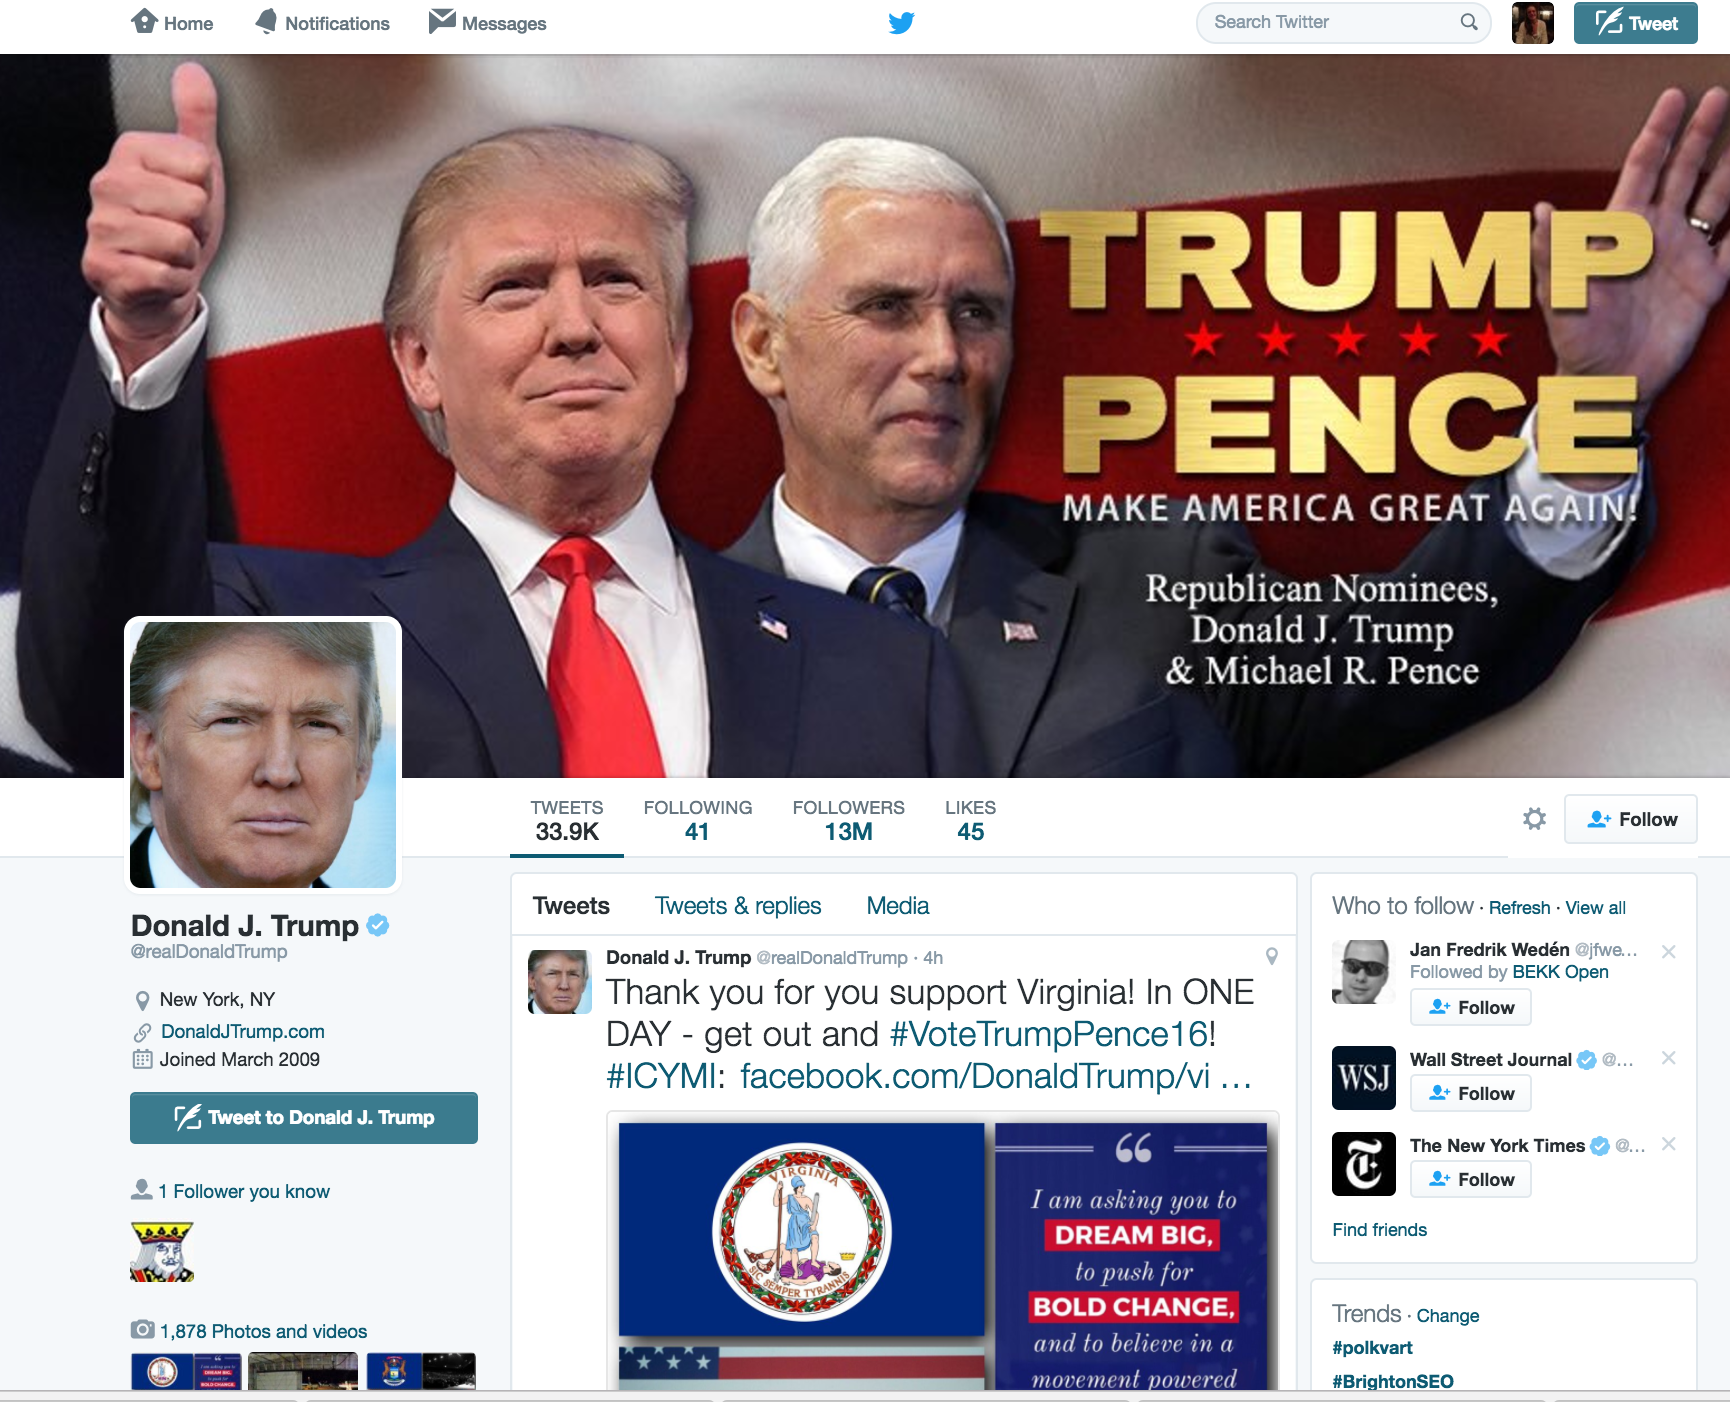 Home
Notifications
Messages
Search Twitter
Tweet
TRUMP
PENCE
MAKE AMERICA GREAT AGAIN!
Republican Nominees,
Donald J. Trump
& Michael R. Pence
TWEETS
33.9K
FOLLOWING
41
FOLLOWERS
13M
LIKES
45
Follow
Donald J. Trump
@realDonaldTrump
New York, NY
DonaldJTrump.com
Joined March 2009
Tweet to Donald J. Trump
1 Follower you know
1,878 Photos and videos
Tweets
Tweets & replies
Media
Donald J. Trump @realDonaldTrump · 4h
Thank you for you support Virginia! In ONE
DAY - get out and #VoteTrumpPence16!
#ICYMI: facebook.com/DonaldTrump/vi ...
VIRGINIA
SIC SEMPER TYRANNIS
“
I am asking you to
DREAM BIG,
to push for
BOLD CHANGE,
and to believe in a
movement powered
Who to follow · Refresh · View all
Jan Fredrik Wedén @jfwe...
Followed by BEKK Open
Follow
WSJ
Wall Street Journal @...
Follow
The New York Times @...
Follow
Find friends
Trends · Change
#polkvart
#BrightonSEO